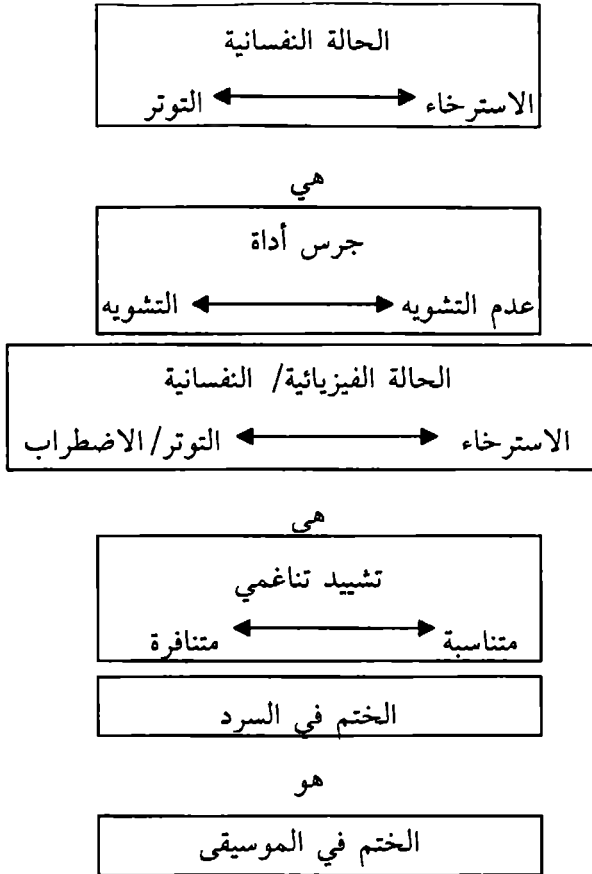 الحالة النفسانية
الاسترخاء التوتر
هي
جرس أداة
عدم التشويه التشويه
الحالة الفيزيائية/ النفسانية
الاسترخاء التوتر/الاضطراب
هي
تشييد تناغمي
متناسبة متنافرة
الختم في السرد
هو
الختم في الموسيقى